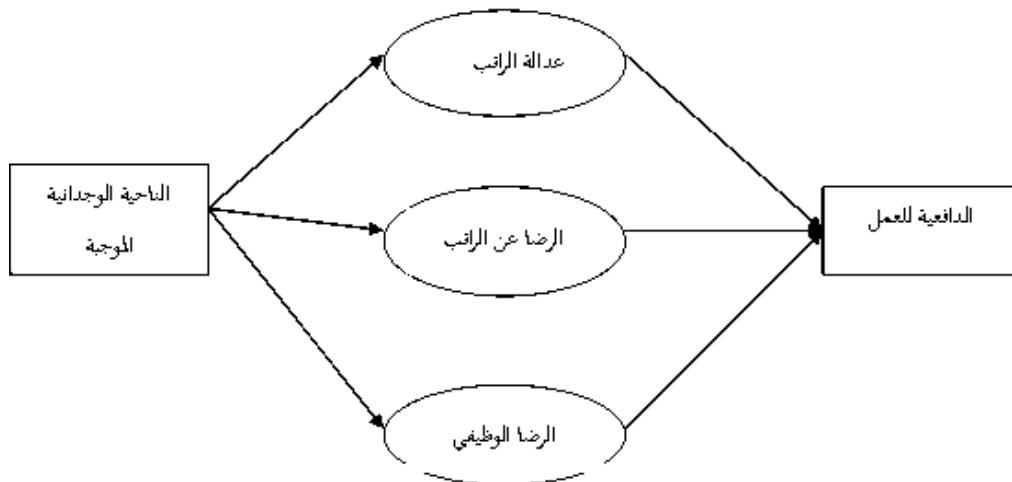 عدالة الراتب
الناحية الوجدانية
الموجبة
الرضا عن الراتب
الدافعية للعمل
الرضا الوظيفي